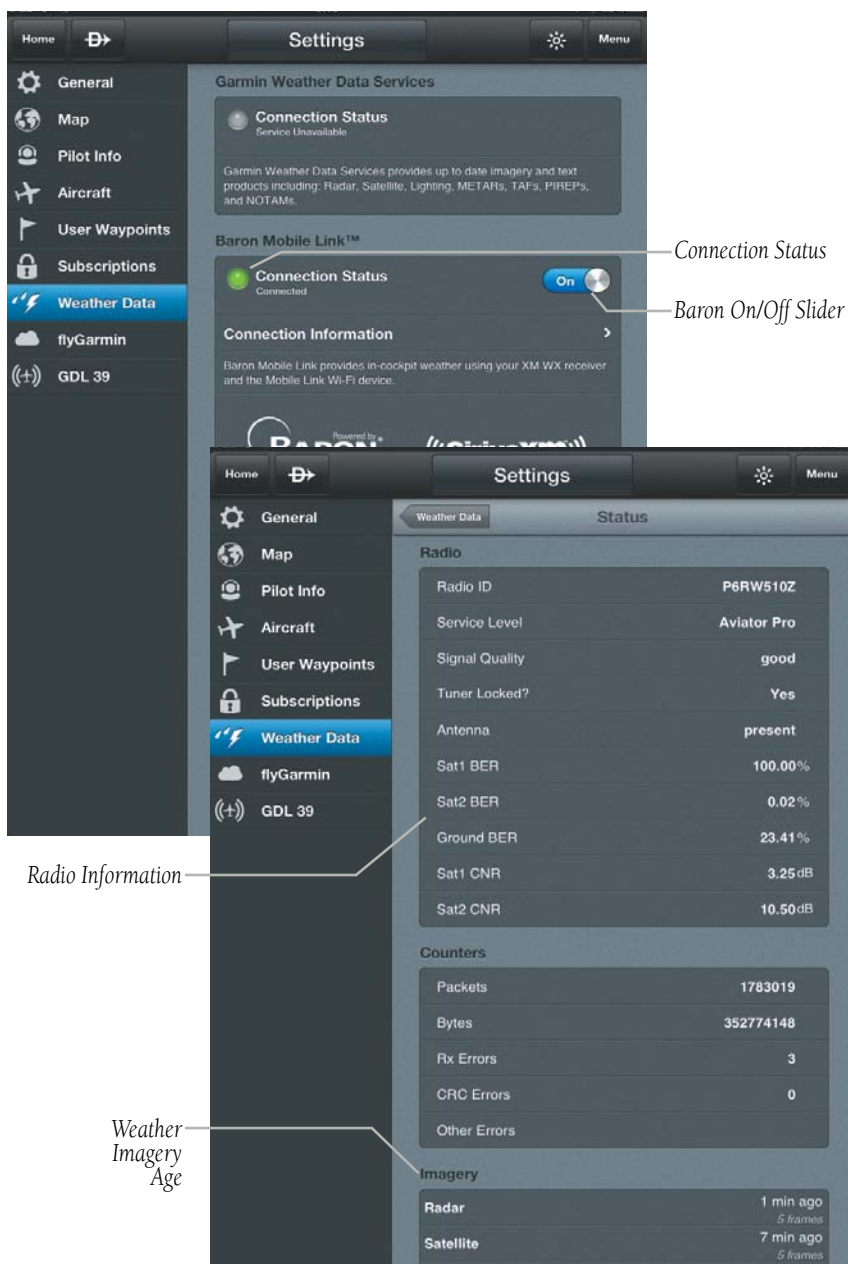 Home
Settings
Menu
General
Map
Pilot Info
Aircraft
User Waypoints
Subscriptions
Weather Data
flyGarmin
GDL 39
Garmin Weather Data Services
Connection Status
Service Unavailable
Garmin Weather Data Services provides up to date imagery and text
products including: Radar, Satellite, Lighting, METARs, TAFs, PIREPs,
and NOTAMs.
Baron Mobile Link™
Connection Status
Connected
On
Connection Information
Baron Mobile Link provides in-cockpit weather using your XM WX receiver
and the Mobile Link Wi-Fi device.
Powered by
BARON
((SiriusXM))
Connection Status
Baron On/Off Slider
Home
Settings
Menu
General
Map
Pilot Info
Aircraft
User Waypoints
Subscriptions
Weather Data
flyGarmin
GDL 39
Weather Data
Status
Radio
Radio ID P6RW510Z
Service Level Aviator Pro
Signal Quality good
Tuner Locked? Yes
Antenna present
Sat1 BER 100.00%
Sat2 BER 0.02%
Ground BER 23.41%
Sat1 CNR 3.25dB
Sat2 CNR 10.50dB
Counters
Packets 1783019
Bytes 352774148
Rx Errors 3
CRC Errors 0
Other Errors
Imagery
Radar 1 min ago
5 frames
Satellite 7 min ago
5 frames
Radio Information
Weather
Imagery
Age